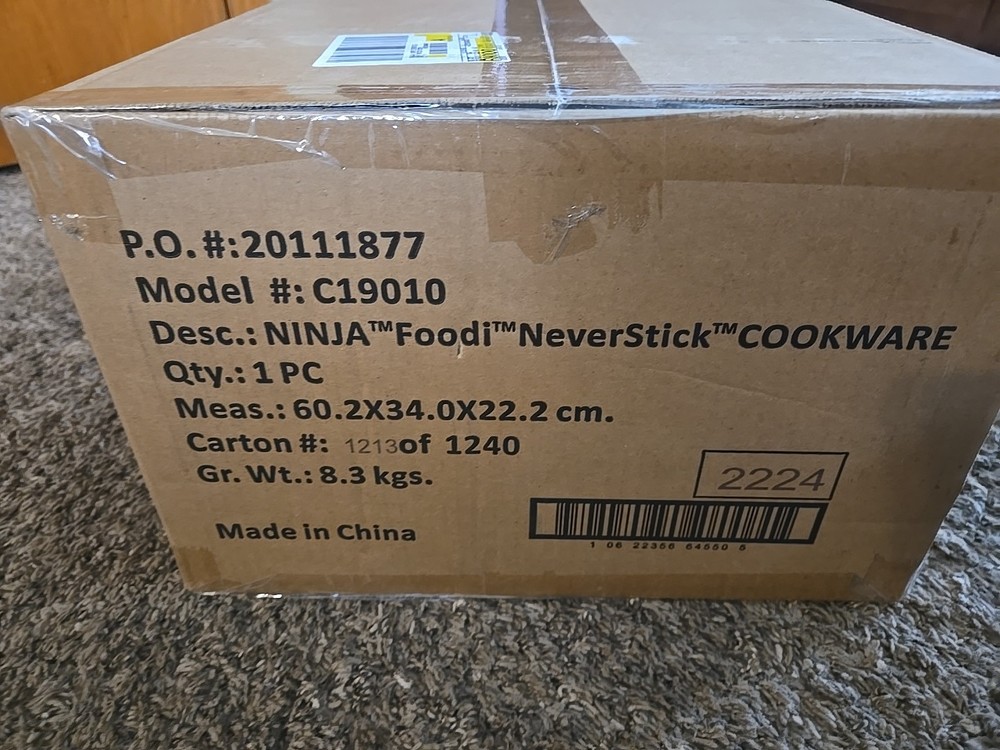 P.O. #:20111877
Model #: C19010
Desc.: NINJA™Foodi™NeverStick™COOKWARE
Qty.: 1 PC
Meas.: 60.2X34.0X22.2 cm.
Carton #: 1213of 1240
Gr. Wt.: 8.3 kgs.
2224
Made in China
1 06 22356 64550 5